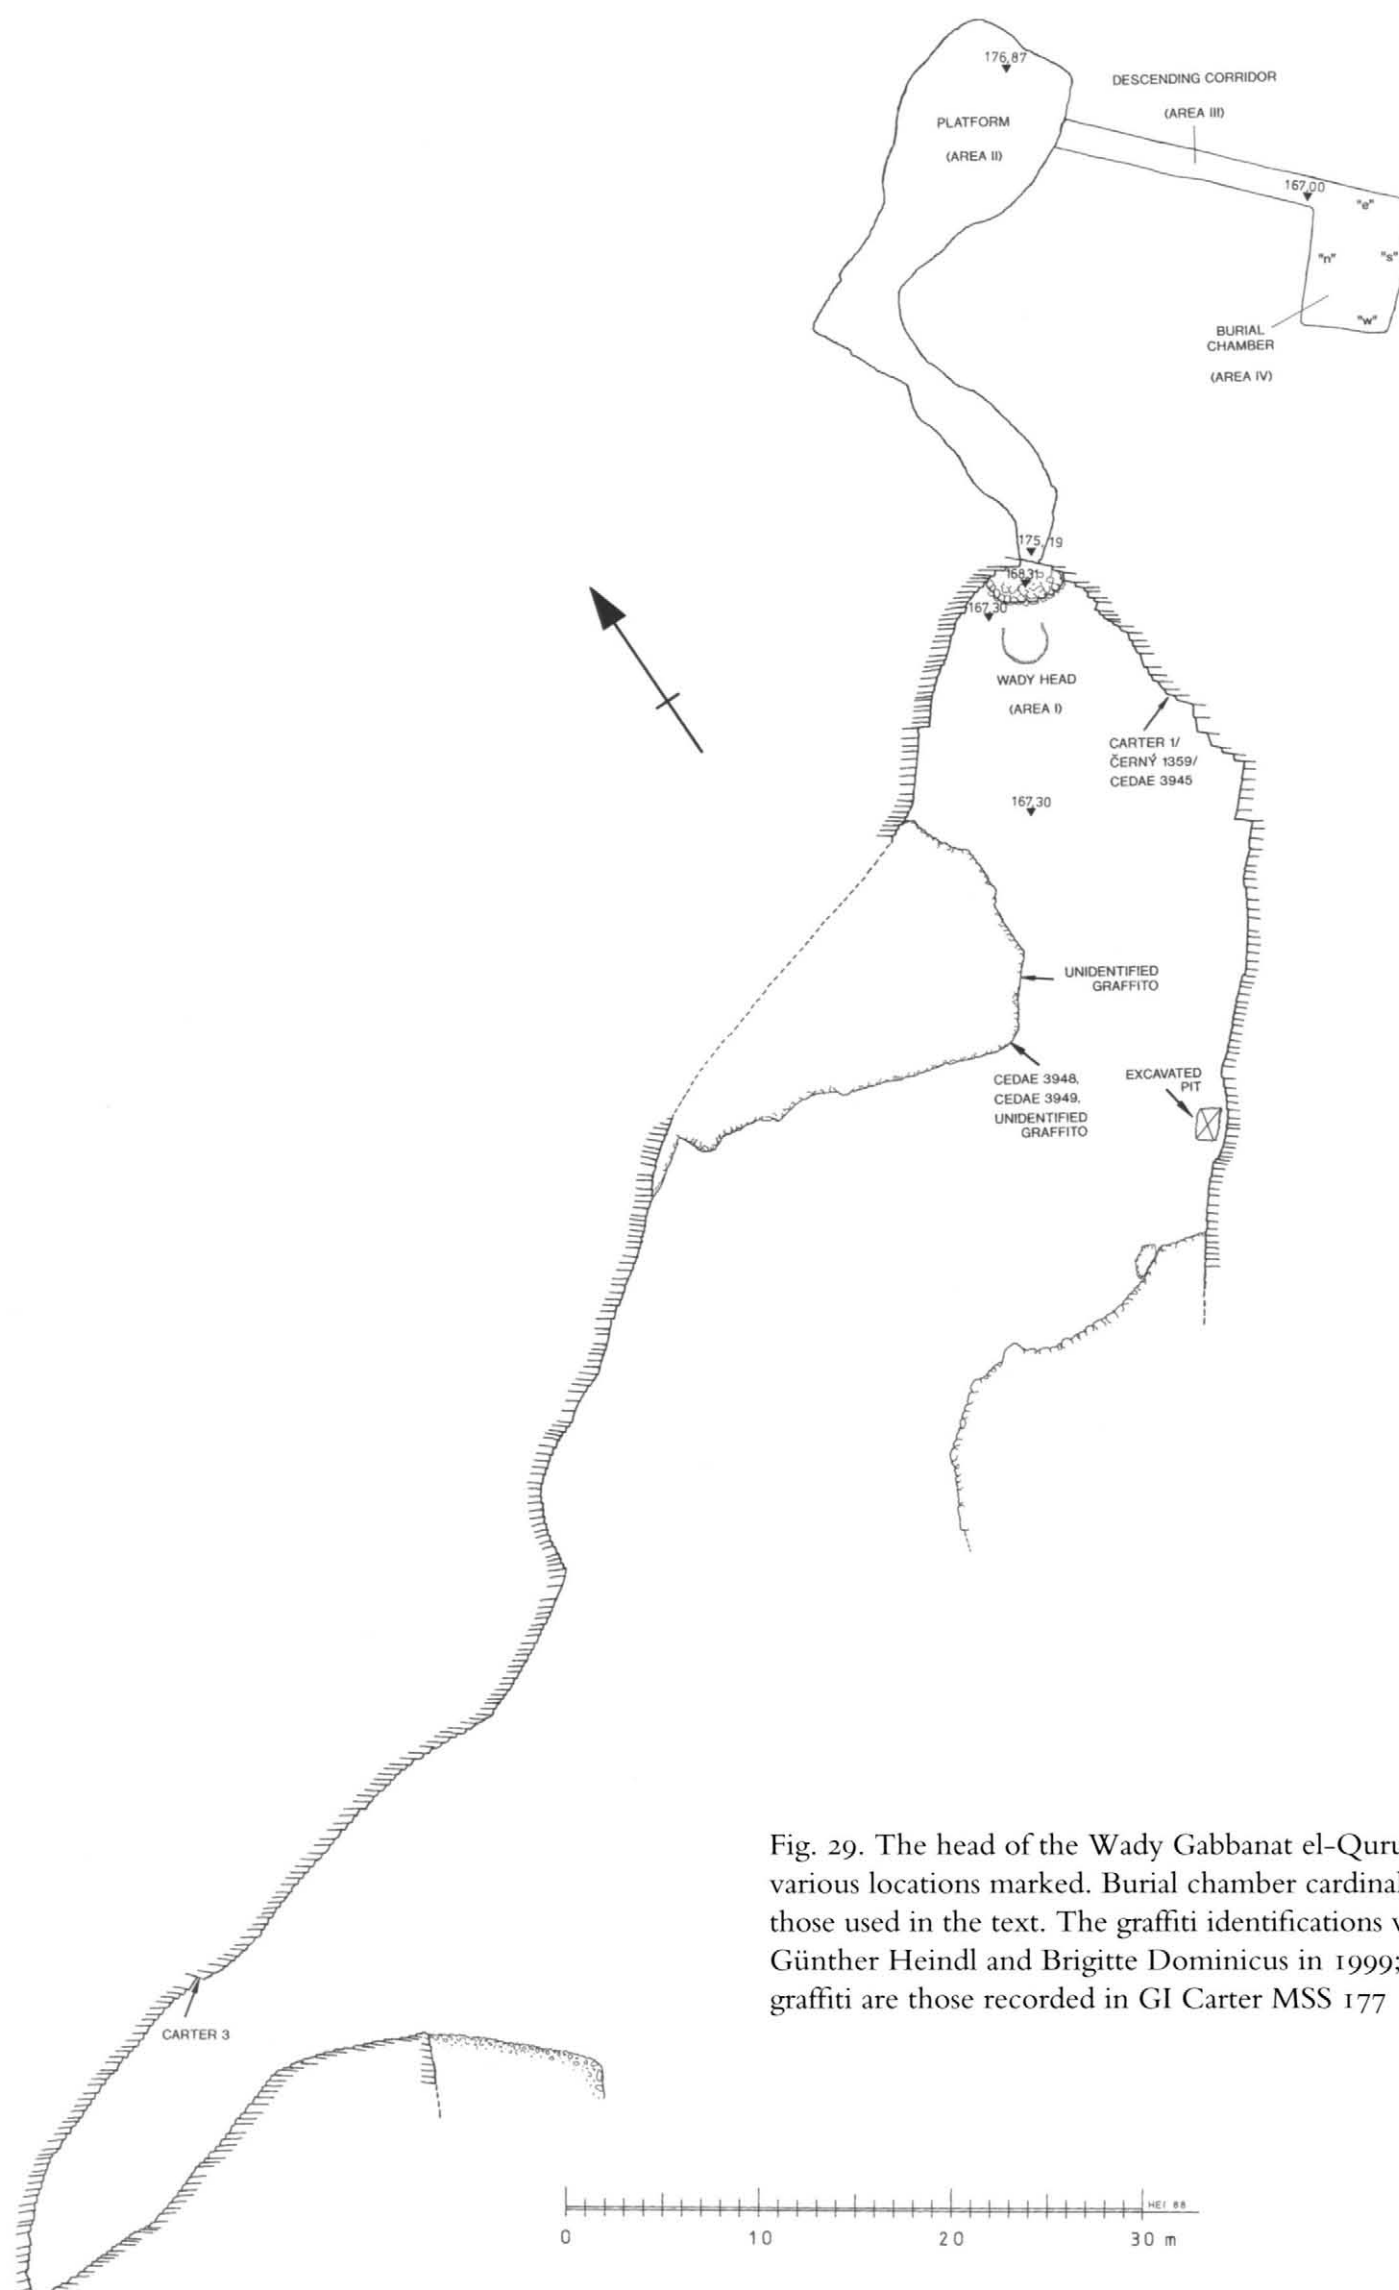 176,87
DESCENDING CORRIDOR
(AREA III)
PLATFORM
(AREA II)
167,00
"e"
"n"
"s"
"w"
BURIAL
CHAMBER
(AREA IV)
175,19
168,31
167,30
WADY HEAD
(AREA I)
CARTER 1/
ČERNÝ 1359/
CEDAE 3945
167,30
UNIDENTIFIED
GRAFFITO
CEDAE 3948,
CEDAE 3949,
UNIDENTIFIED
GRAFFITO
EXCAVATED
PIT
Fig. 29. The head of the Wady Gabbanat el-Quru
various locations marked. Burial chamber cardinal
those used in the text. The graffiti identifications
Günther Heindl and Brigitte Dominicus in 1999;
graffiti are those recorded in GI Carter MSS 177
CARTER 3
HEI 88
0 10 20 30 m